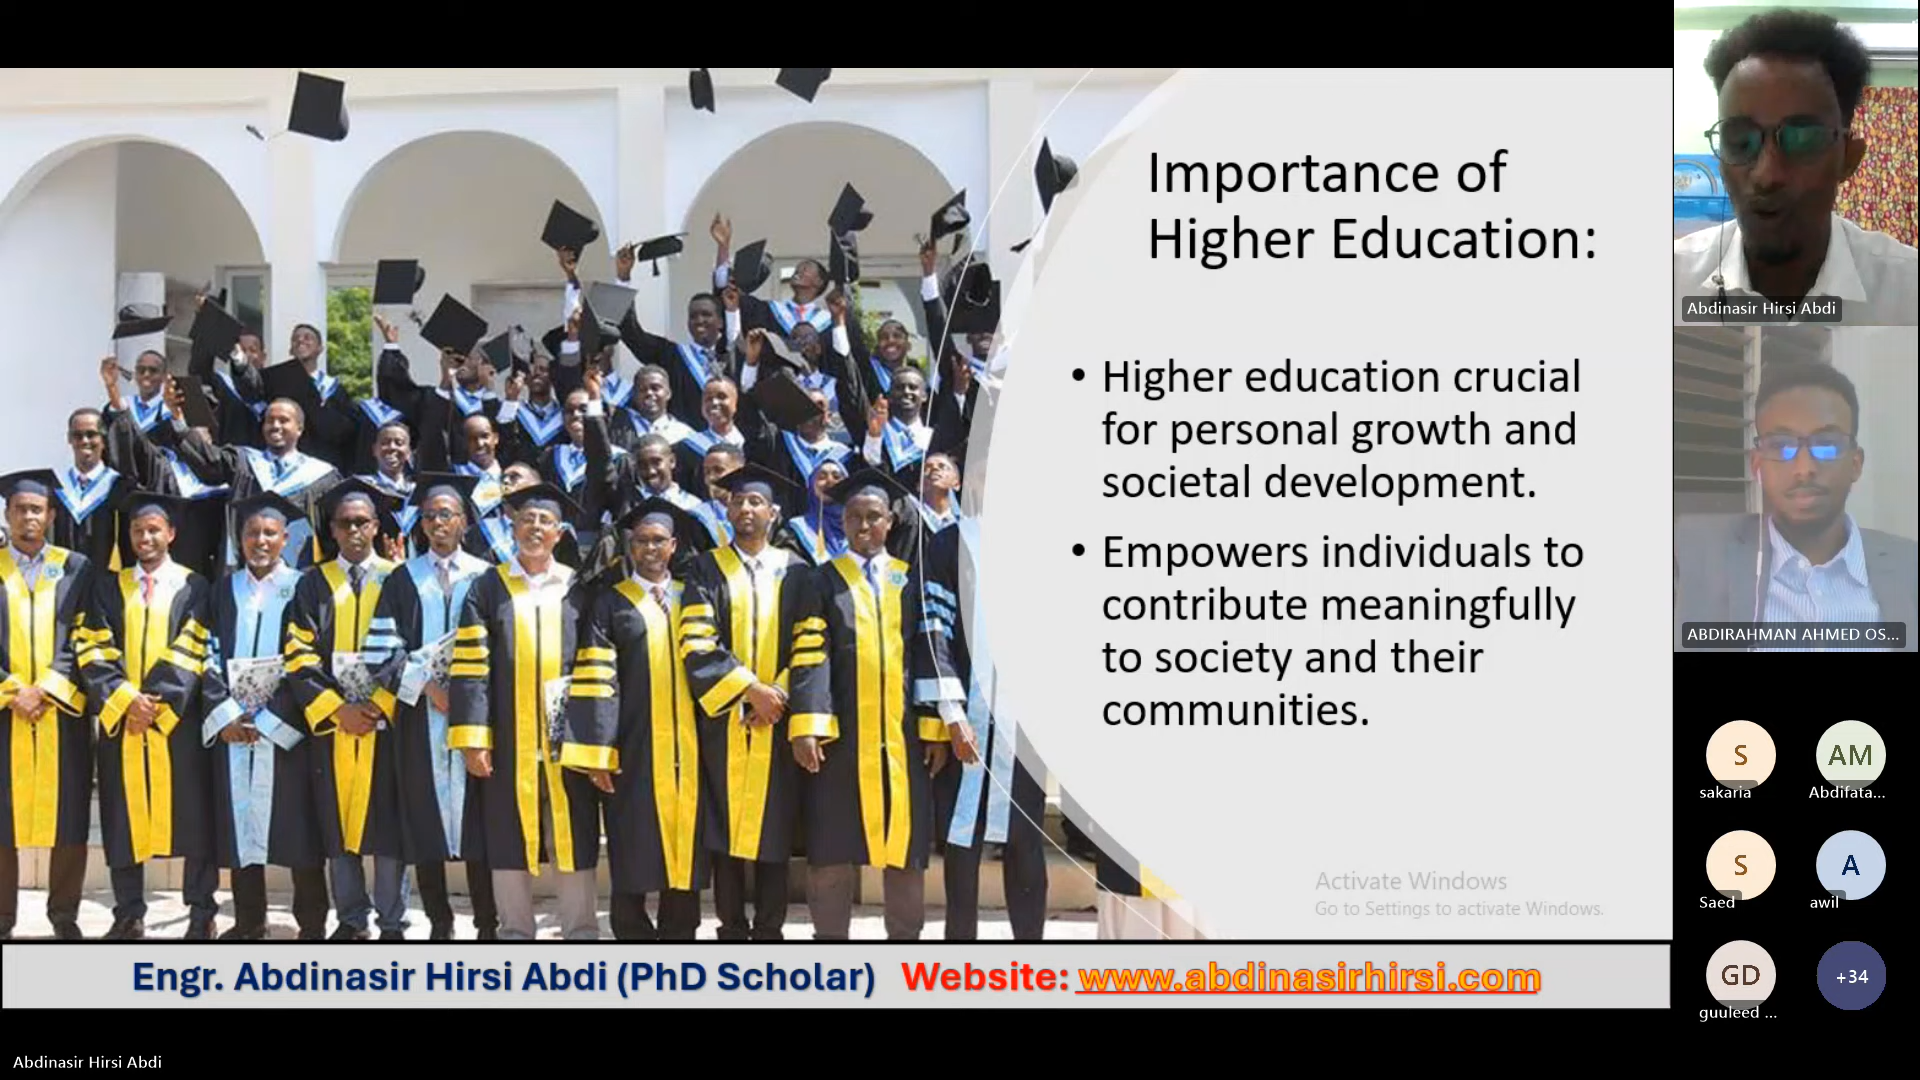 Importance of
Higher Education:
• Higher education crucial
for personal growth and
societal development.
• Empowers individuals to
contribute meaningfully
to society and their
communities.
Activate Windows
Go to Settings to activate Windows.
Engr. Abdinasir Hirsi Abdi (PhD Scholar) Website: www.abdinasirhirsi.com
Abdinasir Hirsi Abdi
Abdinasir Hirsi Abdi
ABDIRAHMAN AHMED OS...
S
sakaria
AM
Abdifata...
S
Saed
A
awil
GD
guuleed ...
+34